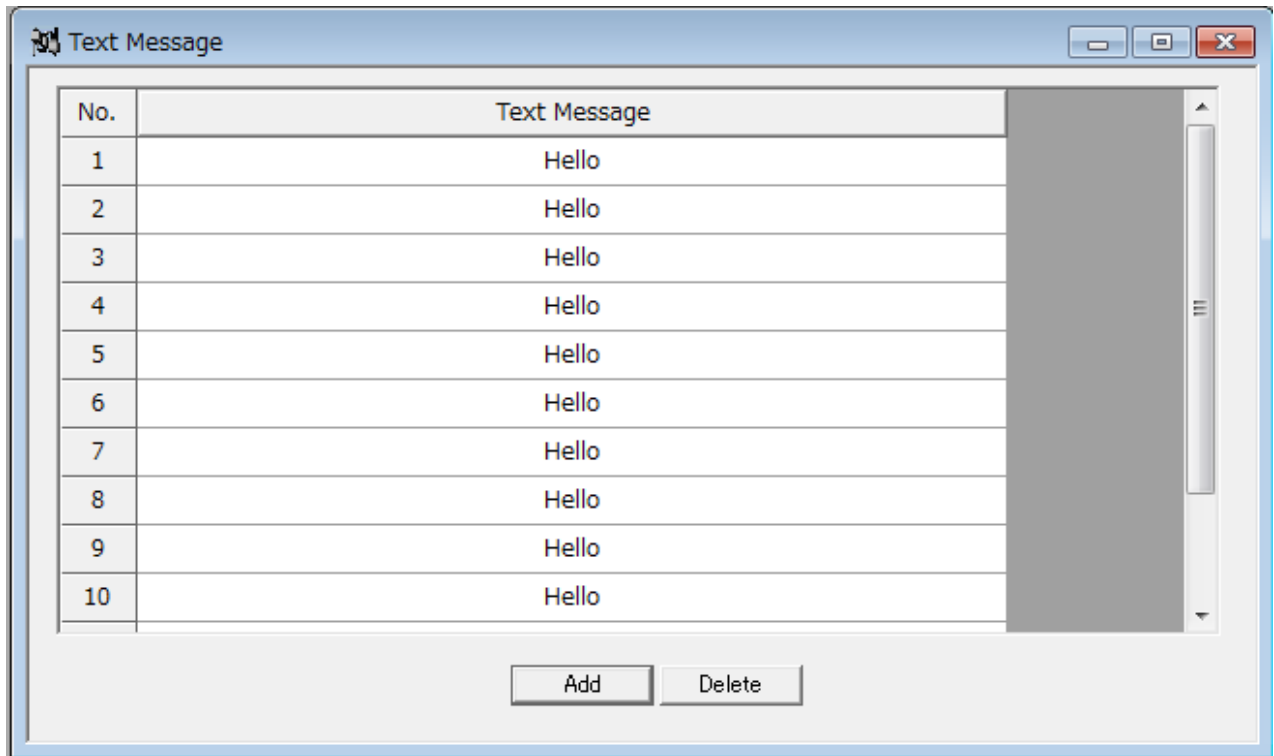 Text Message
No. Text Message
1 Hello
2 Hello
3 Hello
4 Hello
5 Hello
6 Hello
7 Hello
8 Hello
9 Hello
10 Hello
Add Delete